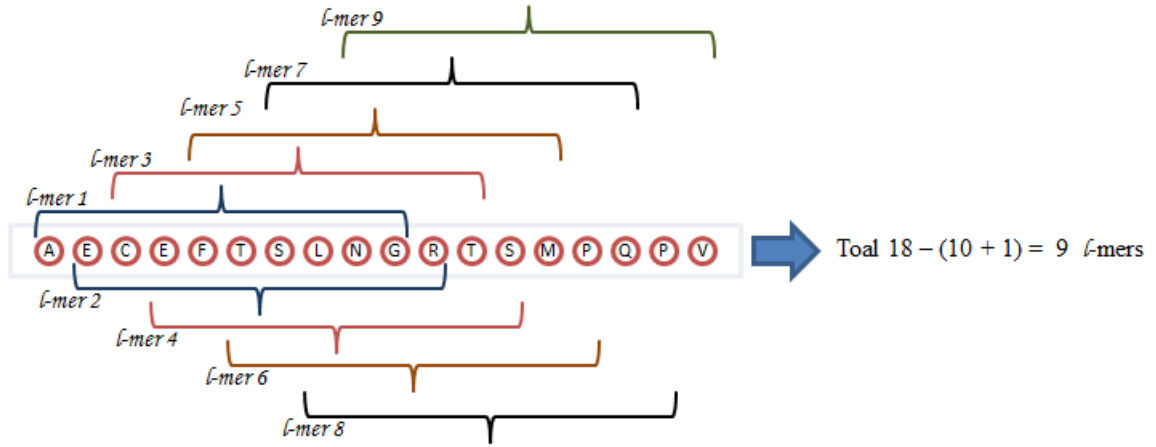 ℓ-mer 9
ℓ-mer 7
ℓ-mer 5
ℓ-mer 3
ℓ-mer 1
A E C E F T S L N G R T S M P Q P V
Toal 18 – (10 + 1) = 9 ℓ-mers
ℓ-mer 2
ℓ-mer 4
ℓ-mer 6
ℓ-mer 8